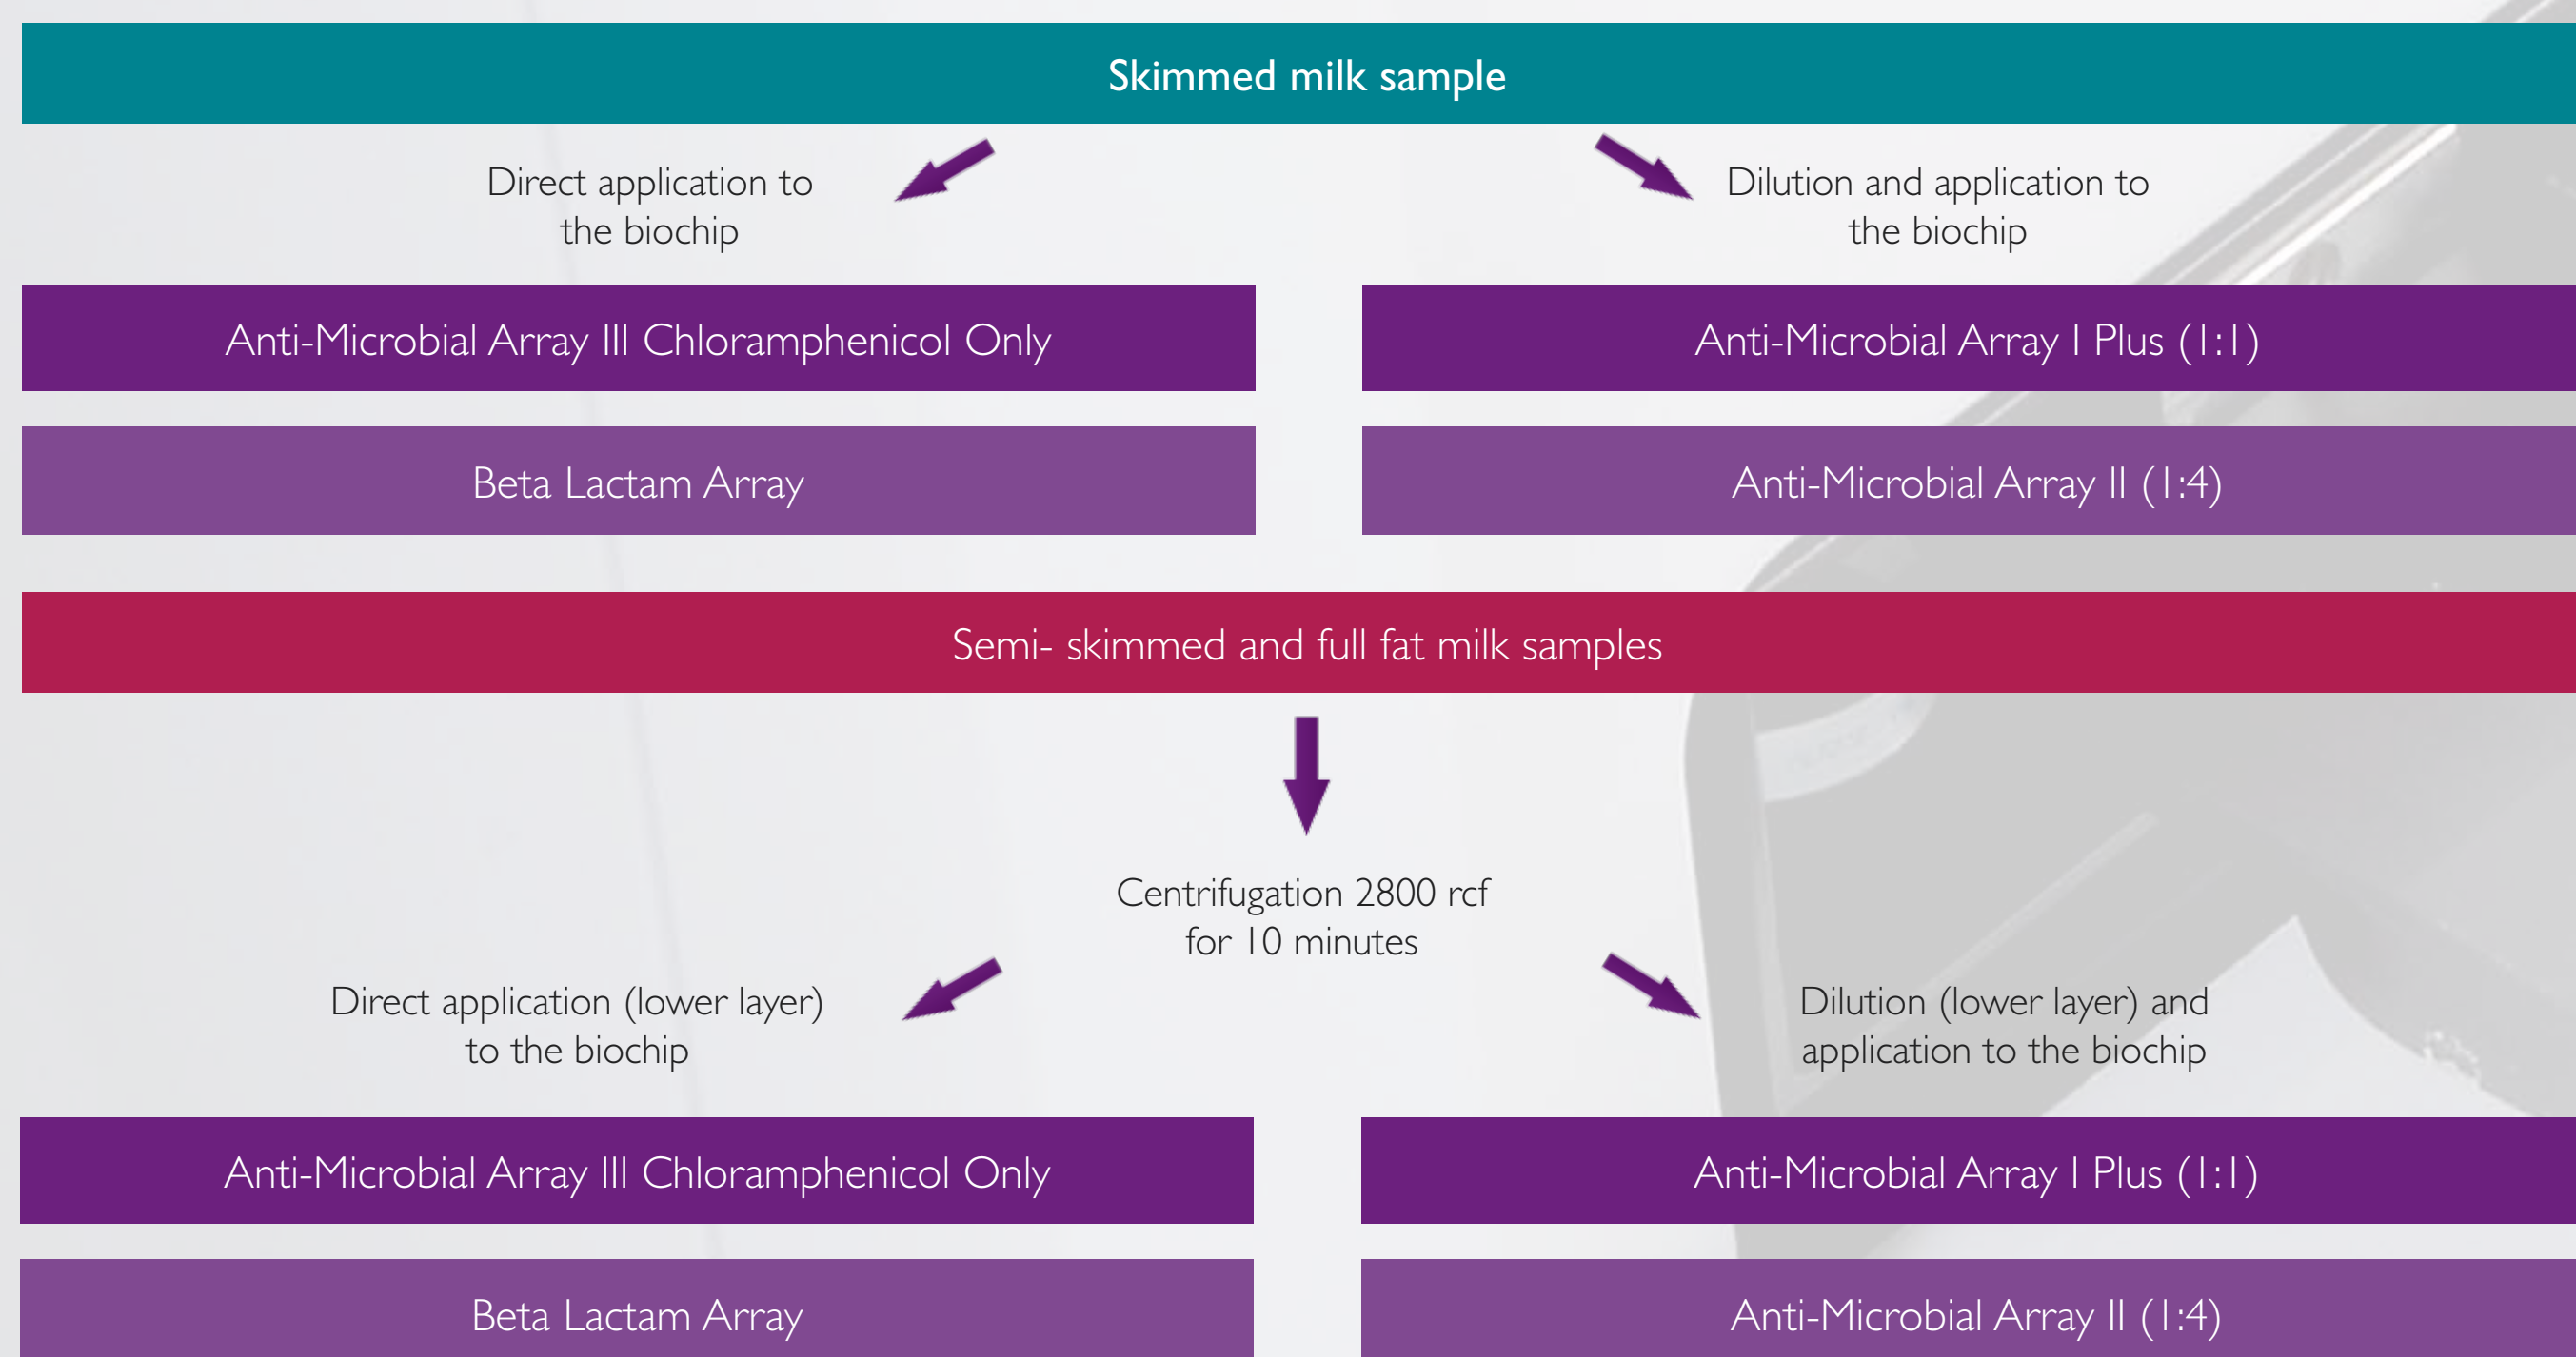 Skimmed milk sample
Direct application to
the biochip
Dilution and application to
the biochip
Anti-Microbial Array III Chloramphenicol Only
Anti-Microbial Array I Plus (1:1)
Beta Lactam Array
Anti-Microbial Array II (1:4)
Semi- skimmed and full fat milk samples
Centrifugation 2800 rcf
for 10 minutes
Direct application (lower layer)
to the biochip
Dilution (lower layer) and
application to the biochip
Anti-Microbial Array III Chloramphenicol Only
Anti-Microbial Array I Plus (1:1)
Beta Lactam Array
Anti-Microbial Array II (1:4)